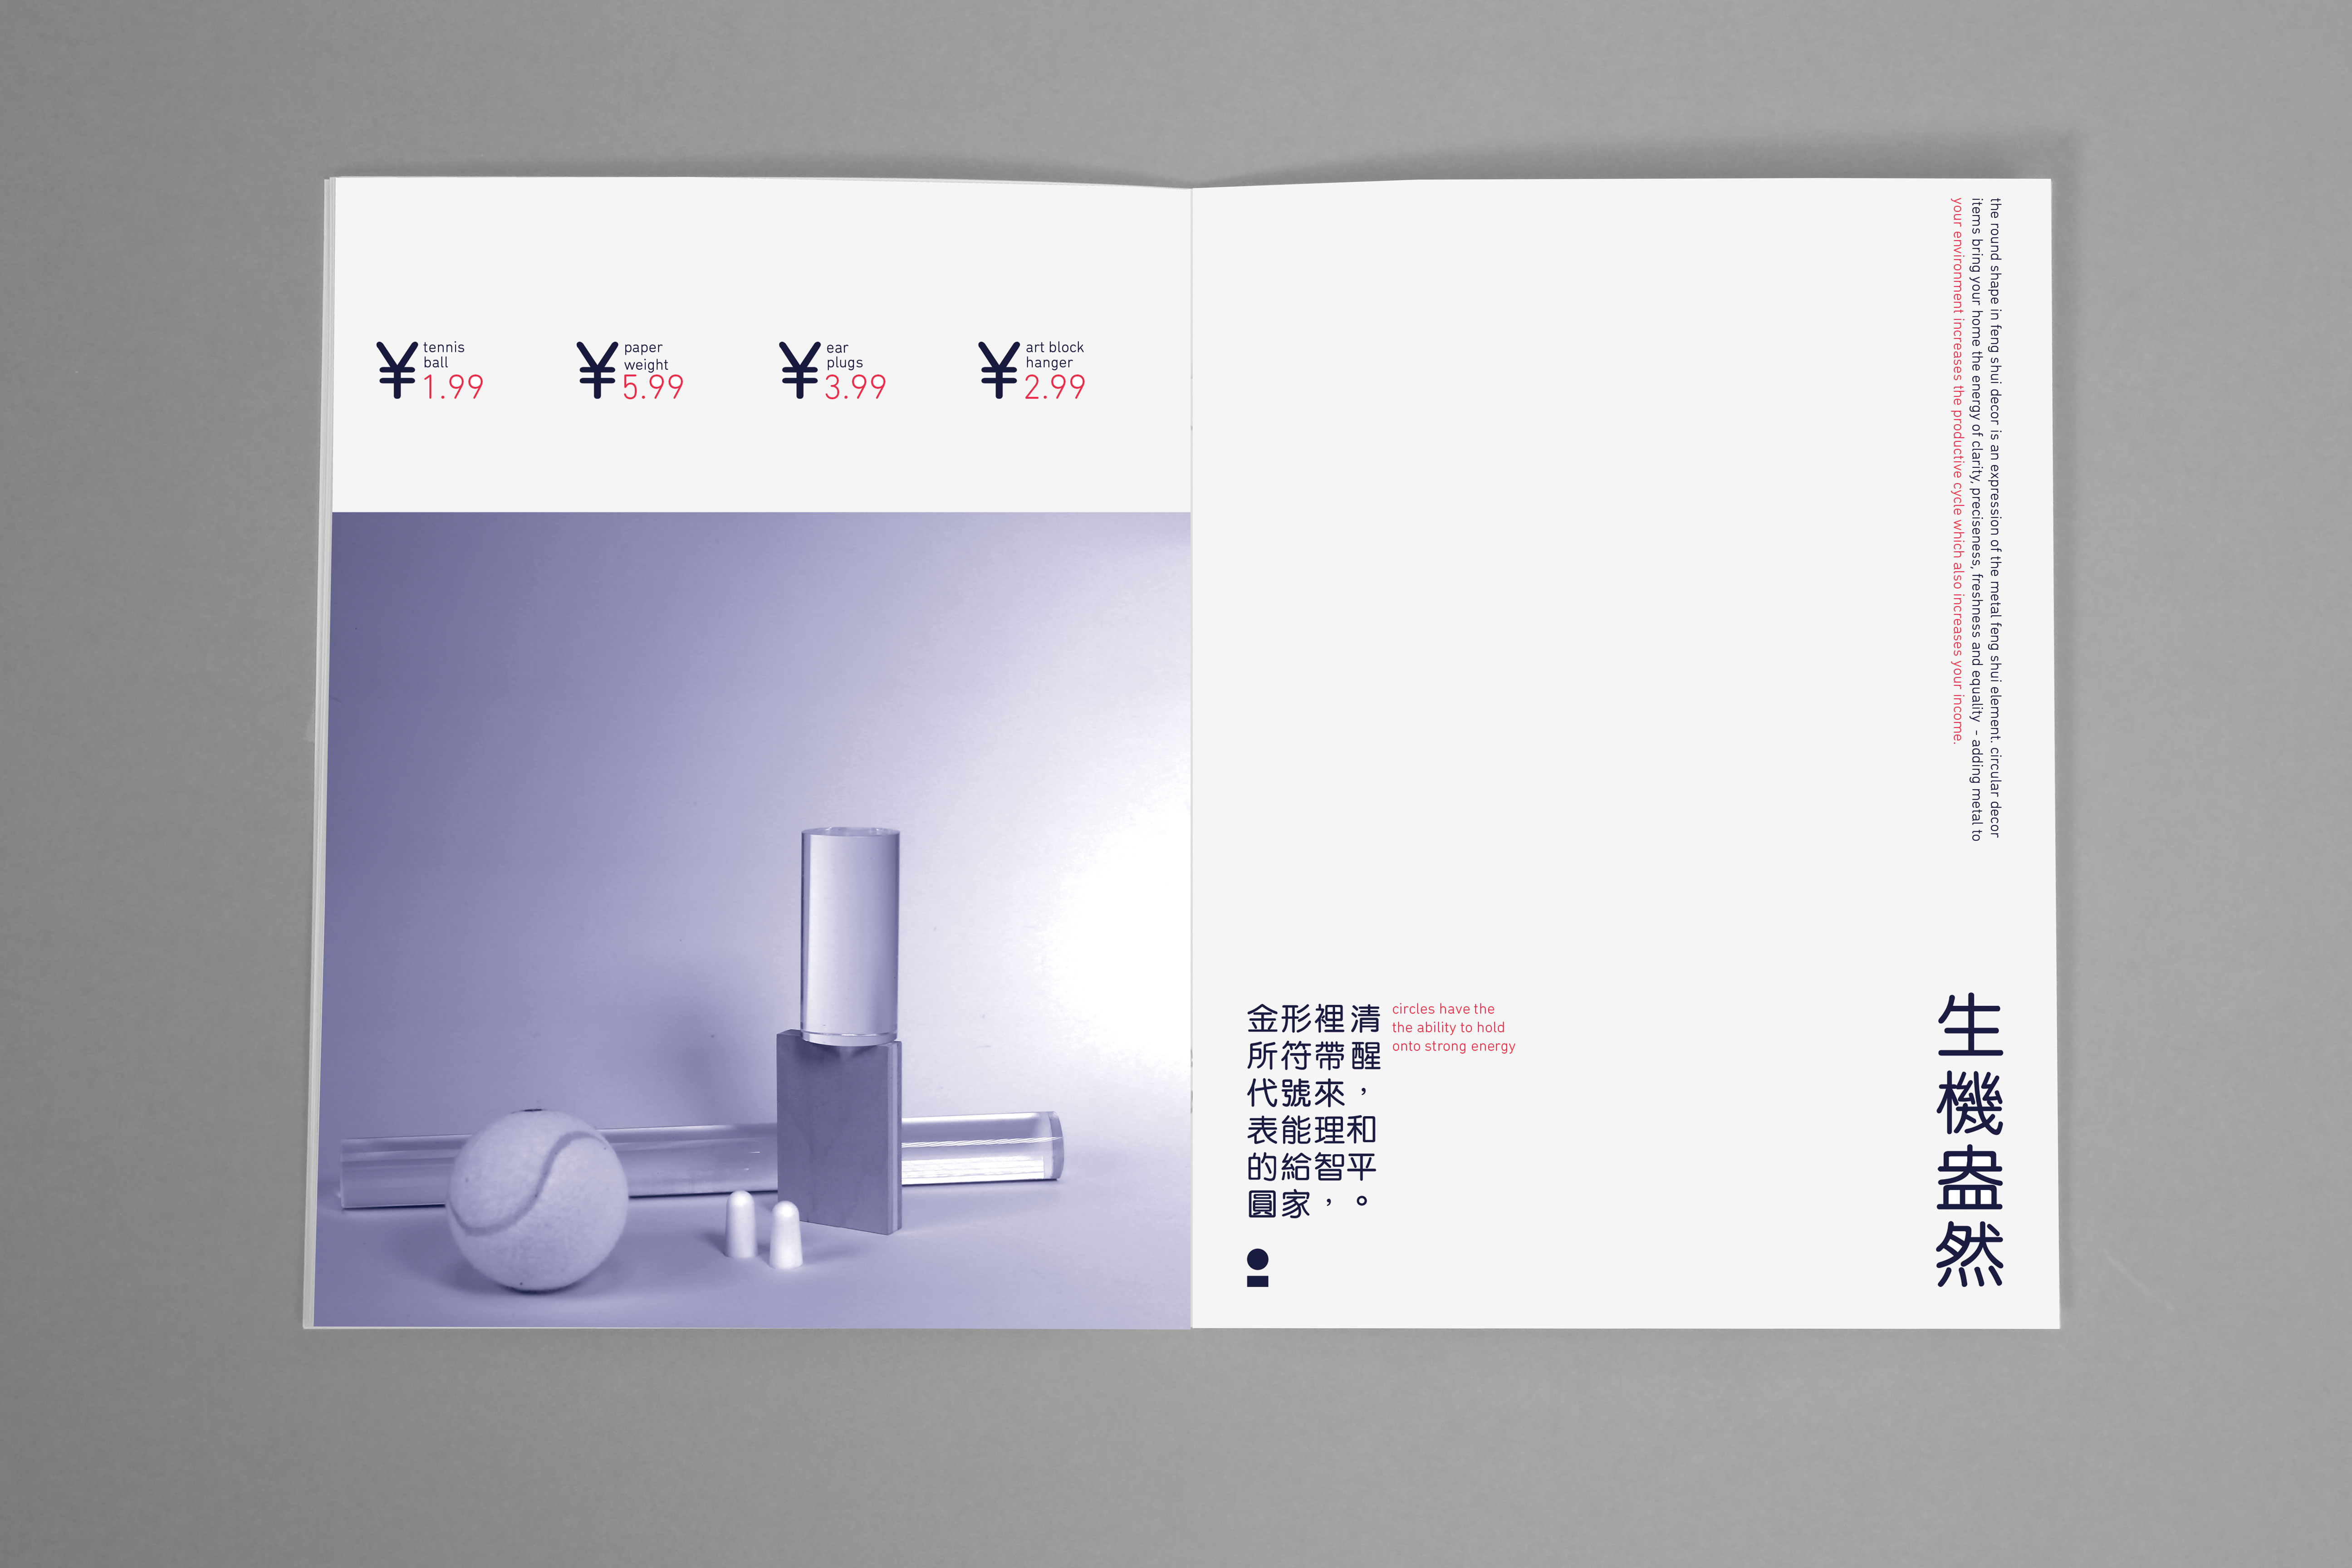 ¥ tennis
ball
1.99
¥ paper
weight
5.99
¥ ear
plugs
3.99
¥ art block
hanger
2.99
the round shape in feng shui decor is an expression of the metal feng shui element. circular decor
items bring your home the energy of clarity, preciseness, freshness and equality - adding metal to
your environment increases the productive cycle which also increases your income.
金所代表的圓
形符號能給家
裡帶來理智，
清醒，和平。
circles have the
the ability to hold
onto strong energy
生機盎然